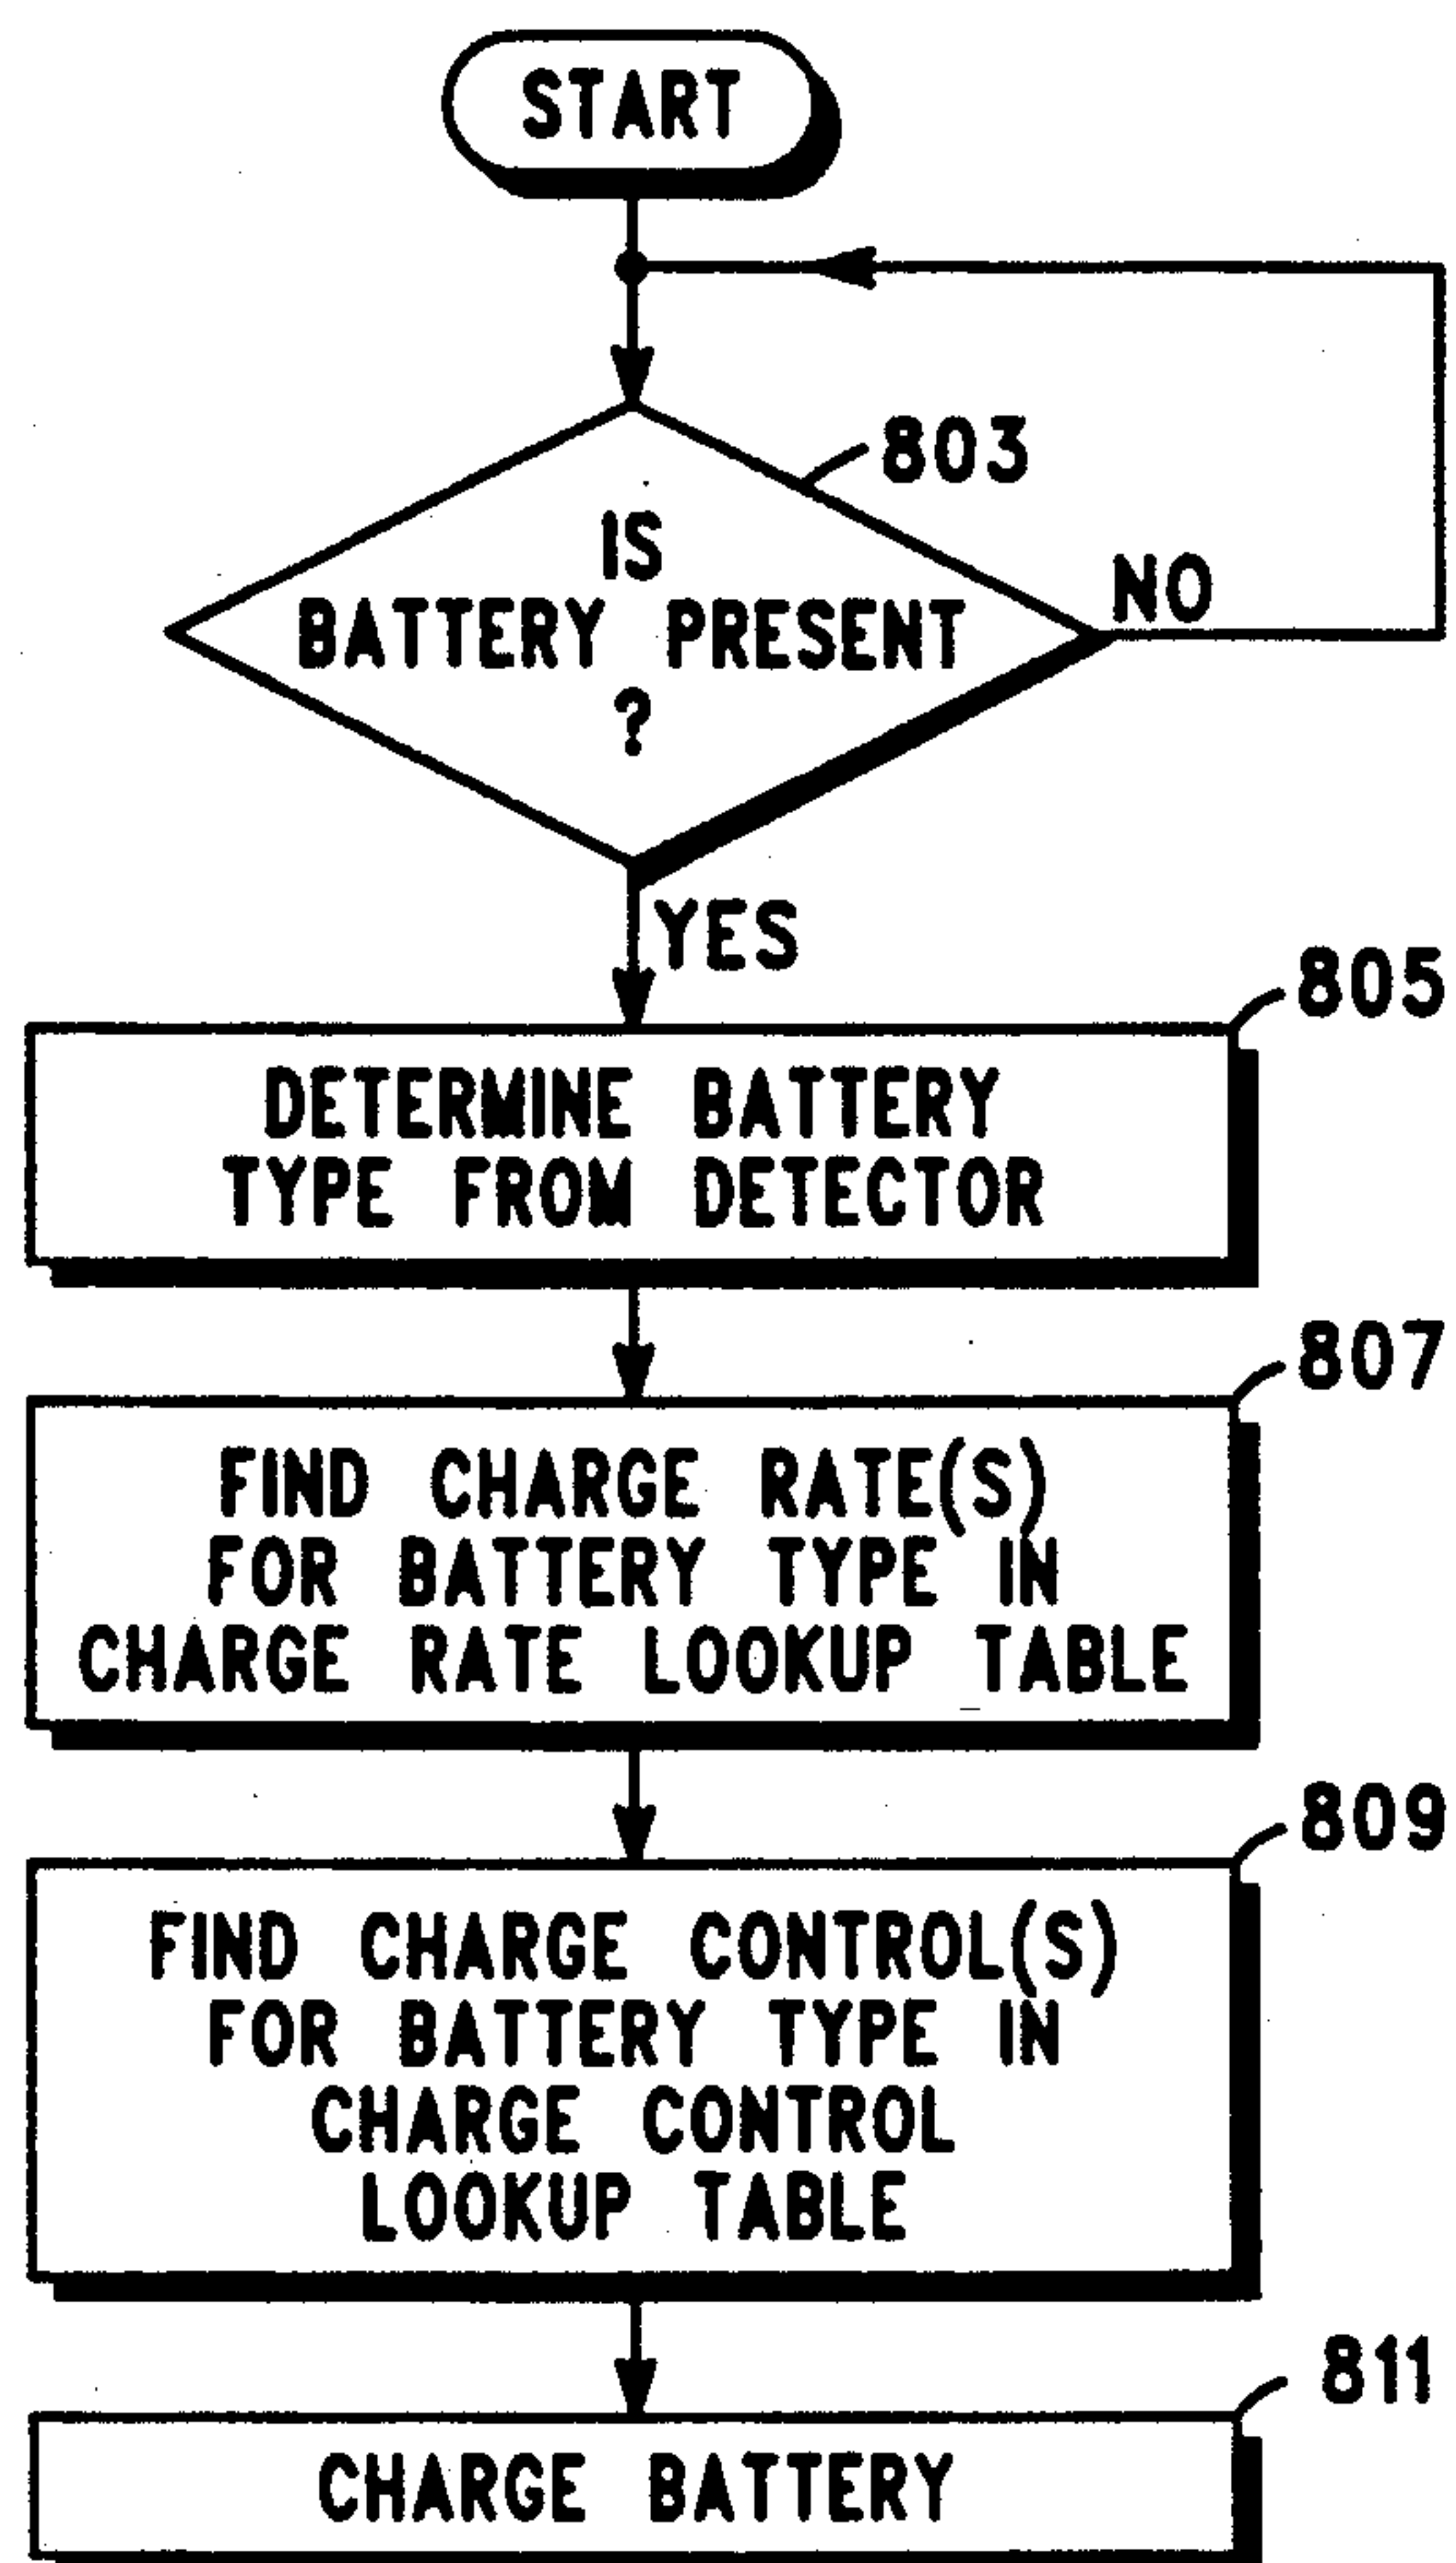 START
803
IS
BATTERY PRESENT
?
NO
YES
805
DETERMINE BATTERY
TYPE FROM DETECTOR
807
FIND CHARGE RATE(S)
FOR BATTERY TYPE IN
CHARGE RATE LOOKUP TABLE
809
FIND CHARGE CONTROL(S)
FOR BATTERY TYPE IN
CHARGE CONTROL
LOOKUP TABLE
811
CHARGE BATTERY